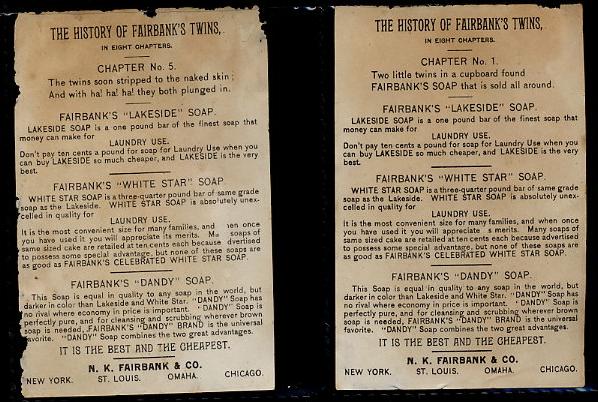 THE HISTORY OF FAIRBANK'S TWINS,
IN EIGHT CHAPTERS.
CHAPTER No. 5.
The twins soon stripped to the naked skin;
And with ha! ha! ha! they both plunged in.
FAIRBANK'S "LAKESIDE" SOAP.
LAKESIDE SOAP is a one pound bar of the finest soap that
money can make for
LAUNDRY USE.
Don't pay ten cents a pound for soap for Laundry Use when you
can buy LAKESIDE so much cheaper, and LAKESIDE is the very
best.
FAIRBANK'S "WHITE STAR" SOAP
WHITE STAR SOAP is a three-quarter pound bar of same grade
soap as the Lakeside. WHITE STAR SOAP is absolutely unex-
celled in quality for
LAUNDRY USE.
It is the most convenient size for many families, and en once
you have used it you will appreciate its merits. Ma soaps of
same sized cake are retailed at ten cents each because dvertised
to possess some special advantage, but none of these soaps are
as good as FAIRBANK'S CELEBRATED WHITE STAR SOAP.
FAIRBANK'S "DANDY" SOAP.
This Soap is equal in quality to any soap in the world, but
darker in color than Lakeside and White Star. "DANDY" Soap has
no rival where economy in price is important. "DANDY" Soap is
perfectly pure, and for cleansing and scrubbing wherever brown
soap is needed, FAIRBANK'S "DANDY" BRAND is the universal
favorite. "DANDY" Soap combines the two great advantages.
IT IS THE BEST AND THE CHEAPEST.
N. K. FAIRBANK & CO.
NEW YORK. ST. LOUIS. OMAHA. CHICAGO.
THE HISTORY OF FAIRBANK'S TWINS,
IN EIGHT CHAPTERS.
CHAPTER No. 1.
Two little twins in a cupboard found
FAIRBANK'S SOAP that is sold all around.
FAIRBANK'S "LAKESIDE" SOAP.
LAKESIDE SOAP is a one pound bar of the finest soap that
money can make for
LAUNDRY USE.
Don't pay ten cents a pound for soap for Laundry Use when you
can buy LAKESIDE so much cheaper, and LAKESIDE is the very
best.
FAIRBANK'S "WHITE STAR" SOAP.
WHITE STAR SOAP is a three-quarter pound bar of same grade
soap as the Lakeside. WHITE STAR SOAP is absolutely unex-
celled in quality for
LAUNDRY USE.
It is the most convenient size for many families, and when once
you have used it you will appreciate s merits. Many soaps of
same sized cake are retailed at ten cents each because advertised
to possess some special advantage, but none of these soaps are
as good as FAIRBANK'S CELEBRATED WHITE STAR SOAP.
FAIRBANK'S "DANDY" SOAP.
This Soap is equal in quality to any soap in the world, but
darker in color than Lakeside and White Star. "DANDY" Soap has
no rival where economy in price is important. "DANDY" Soap is
perfectly pure, and for cleansing and scrubbing wherever brown
soap is needed, FAIRBANK'S "DANDY" BRAND is the universal
favorite. "DANDY" Soap combines the two great advantages.
IT IS THE BEST AND THE CHEAPEST.
N. K. FAIRBANK & CO.
NEW YORK. ST. LOUIS. OMAHA. CHICAGO.